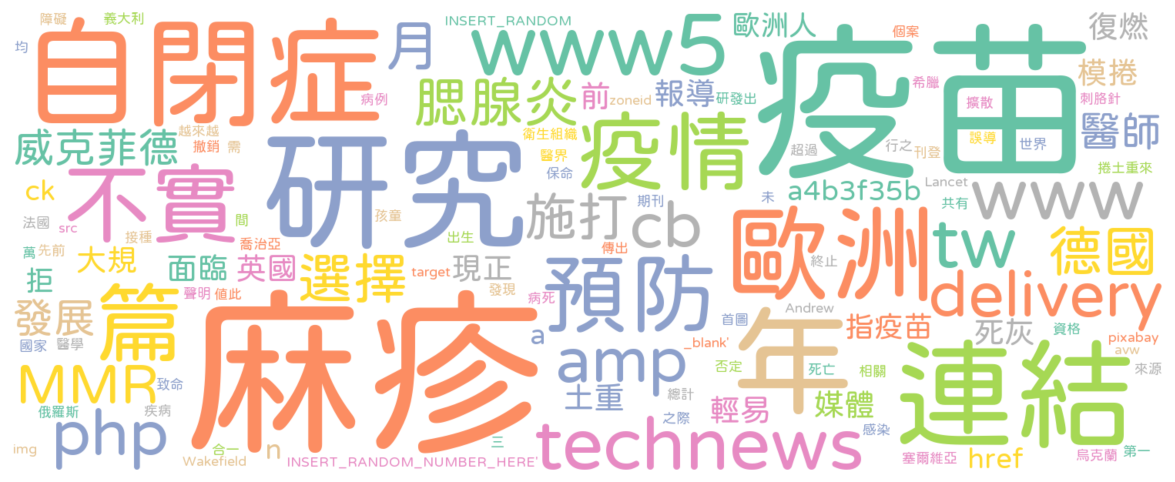 障礙
義大利
INSERT_RANDOM
歐洲人
個案
復燃
均
自閉症
月
www5
疫苗
病例
腮腺炎
前
zoneid
報導
研發出
希臘
擴散
模捲
刺胳針
威克菲德
越來越
撤銷
需
衛生組織
醫界
保命
疫情
超過
行之
刊登
誤導
世界
醫師
捲土重來
ck
不實
研究
期刊
未
a4b3f35b
Lancet
共有
www
法國
src
間
孩童
施打
cb
歐洲
tw
德國
萬
先前
接種
喬治亞
出生
傳出
終止
大規
拒
面臨
英國
選擇
target
現正
預防
發現
病死
delivery
聲明
值此
篇
發展
麻疹
年
Andrew
首圖
指疫苗
死灰
資格
pixabay
國家
醫學
a
_blank'
avw
MMR
致命
amp
否定
死亡
相關
連結
來源
土重
總計
俄羅斯
疾病
之際
輕易
媒體
php
合一
三
technews
感染
img
Wakefield
n
INSERT_RANDOM_NUMBER_HERE'
塞爾維亞
href
烏克蘭
第一